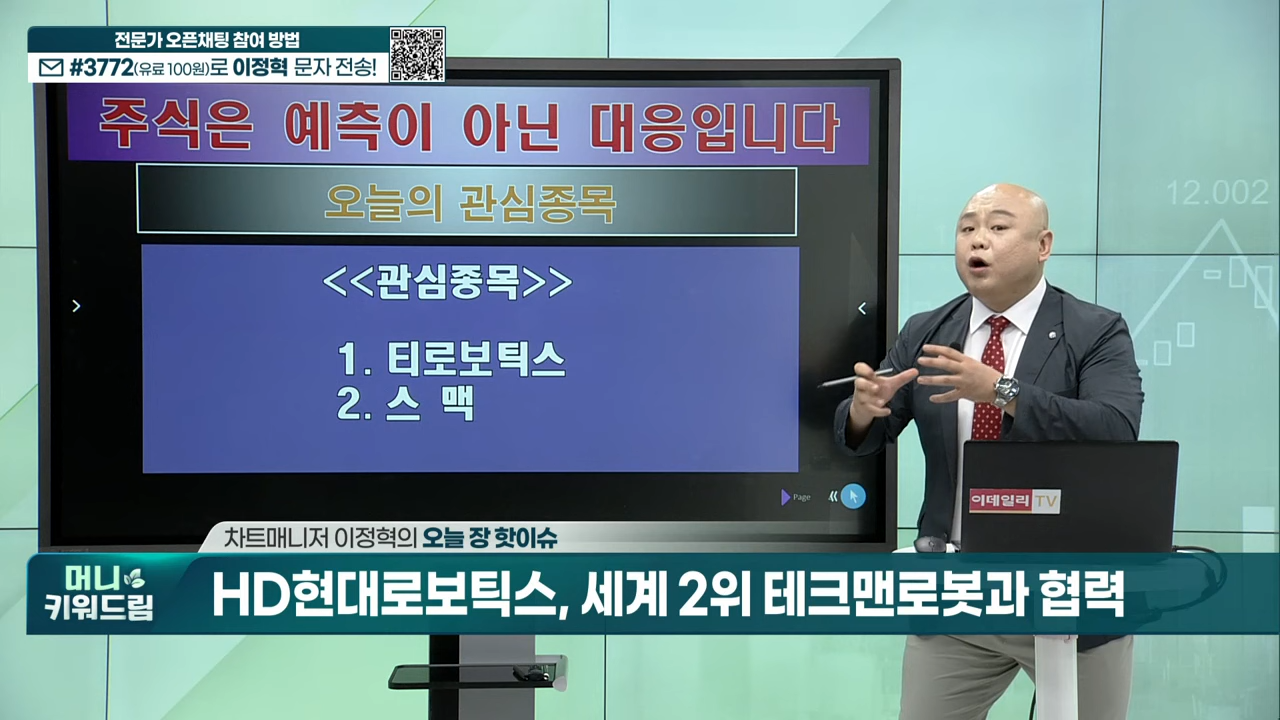 전문가 오픈채팅 참여 방법
#3772(유료 100원)로 이정혁 문자 전송!
주식은 예측이 아닌 대응입니다
오늘의 관심종목
<<관심종목>>
1. 티로보틱스
2. 스 맥
12.002
Page
이데일리TV
차트매니저 이정혁의 오늘 장 핫이슈
머니
키워드림
HD현대로보틱스, 세계 2위 테크맨로봇과 협력